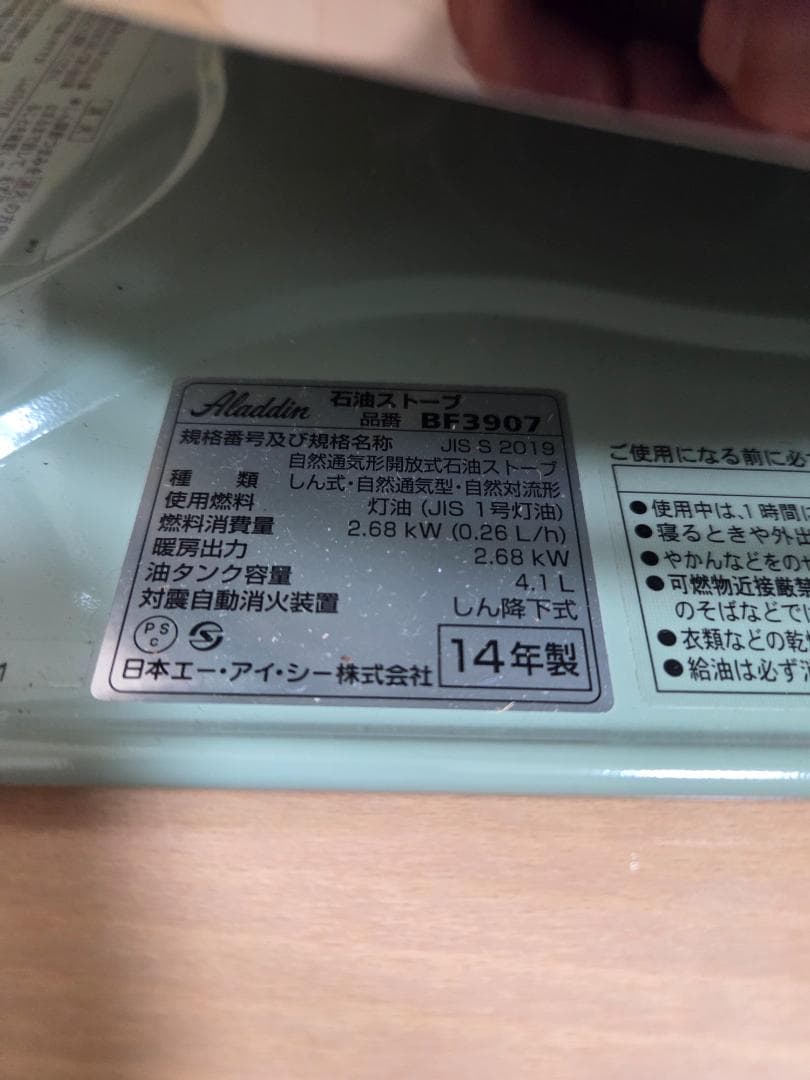 Aladdin 石油ストーブ
品番 BF3907
規格番号及び規格名称 JIS S 2019
自然通気形開放式石油ストーブ
種類 しん式・自然通気型・自然対流形
使用燃料 灯油 (JIS 1号灯油)
燃料消費量 2.68 kW (0.26 L/h)
暖房出力 2.68 kW
油タンク容量 4.1 L
対震自動消火装置 しん降下式
PS C
日本エー・アイ・シー株式会社 14年製
ご使用になる前に必
●使用中は、1時間に
●寝るときや外出
●やかんなどをのせ
●可燃物近接厳禁
のそばなどでは
●衣類などの乾
●給油は必ず